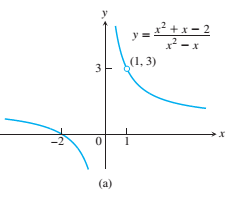 y
y = x² + x − 2 / x² − x
3
(1, 3)
−2
0
1
x
(a)